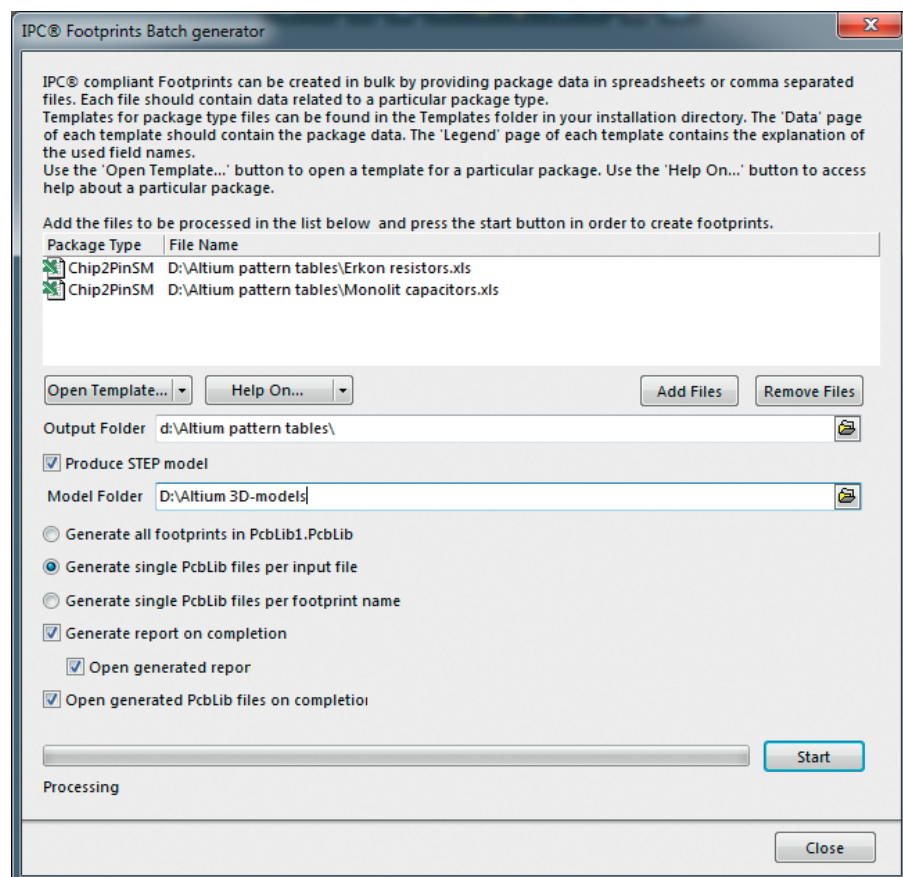 IPC® Footprints Batch generator
IPC® compliant Footprints can be created in bulk by providing package data in spreadsheets or comma separated
files. Each file should contain data related to a particular package type.
Templates for package type files can be found in the Templates folder in your installation directory. The 'Data' page
of each template should contain the package data. The 'Legend' page of each template contains the explanation of
the used field names.
Use the 'Open Template...' button to open a template for a particular package. Use the 'Help On...' button to access
help about a particular package.
Add the files to be processed in the list below and press the start button in order to create footprints.
Package Type File Name
Chip2PinSM D:\Altium pattern tables\Erkon resistors.xls
Chip2PinSM D:\Altium pattern tables\Monolit capacitors.xls
Open Template... Help On... Add Files Remove Files
Output Folder d:\Altium pattern tables\
Produce STEP model
Model Folder D:\Altium 3D-models
Generate all footprints in PcbLib1.PcbLib
Generate single PcbLib files per input file
Generate single PcbLib files per footprint name
Generate report on completion
Open generated repor
Open generated PcbLib files on completior
Start
Processing
Close